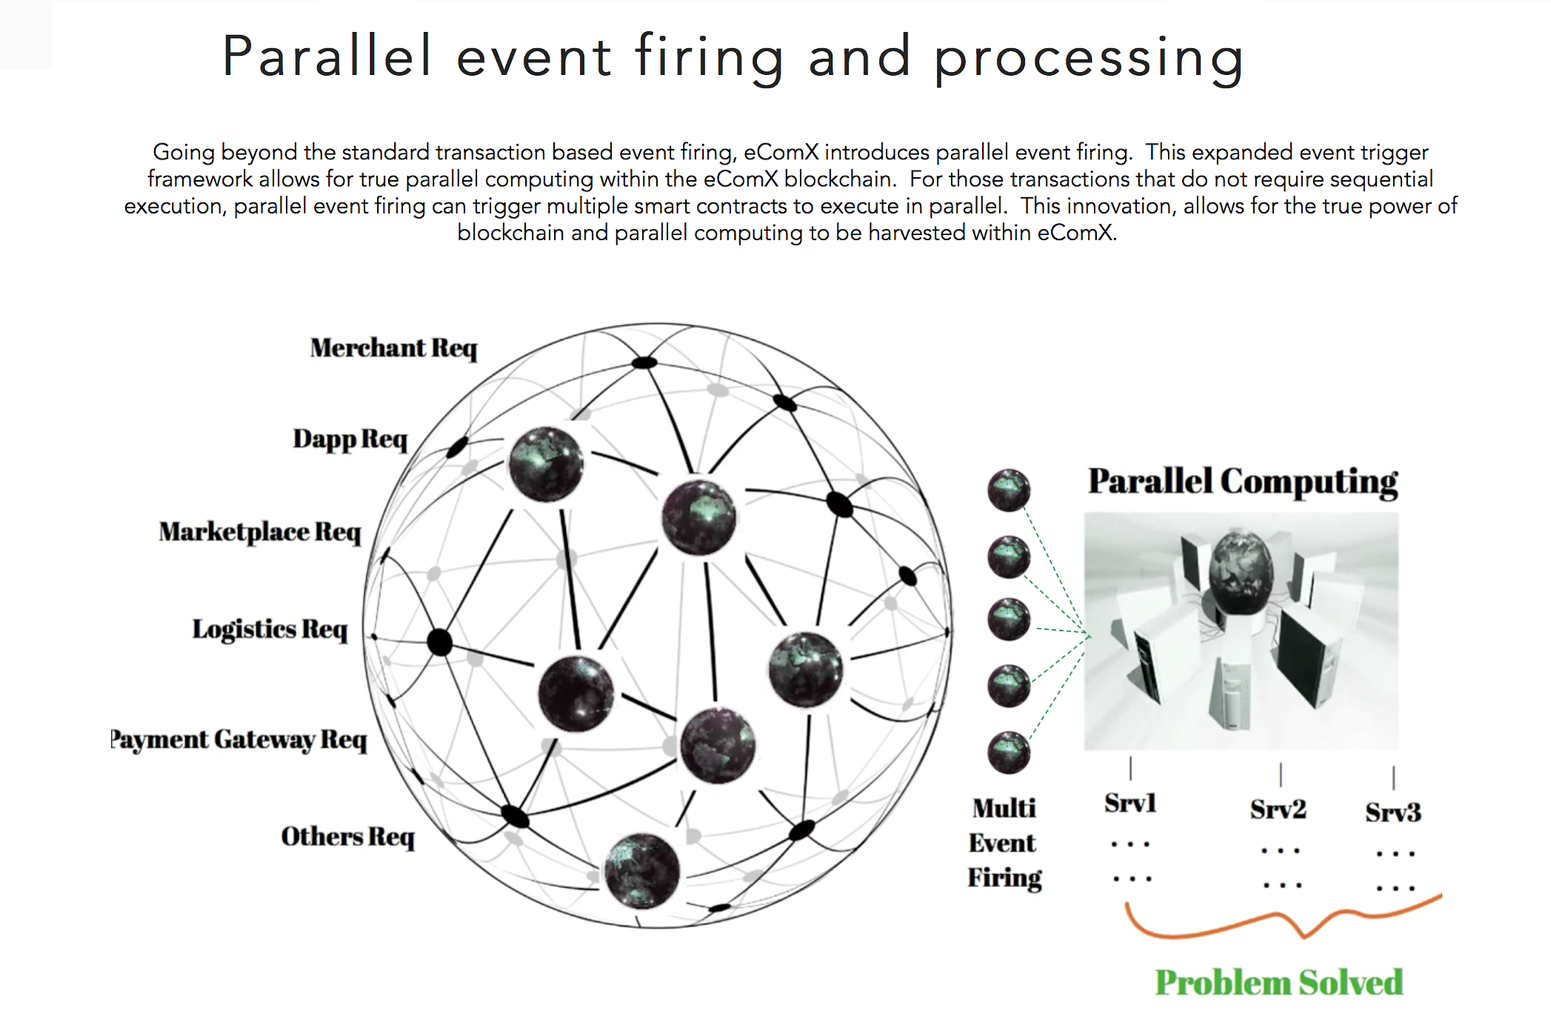 Parallel event firing and processing
Going beyond the standard transaction based event firing, eComX introduces parallel event firing.  This expanded event trigger
framework allows for true parallel computing within the eComX blockchain.  For those transactions that do not require sequential
execution, parallel event firing can trigger multiple smart contracts to execute in parallel.  This innovation, allows for the true power of
blockchain and parallel computing to be harvested within eComX.
Merchant Req
Dapp Req
Marketplace Req
Logistics Req
Payment Gateway Req
Others Req
Multi
Event
Firing
Parallel Computing
Srv1
Srv2
Srv3
...
...
...
...
...
...
Problem Solved